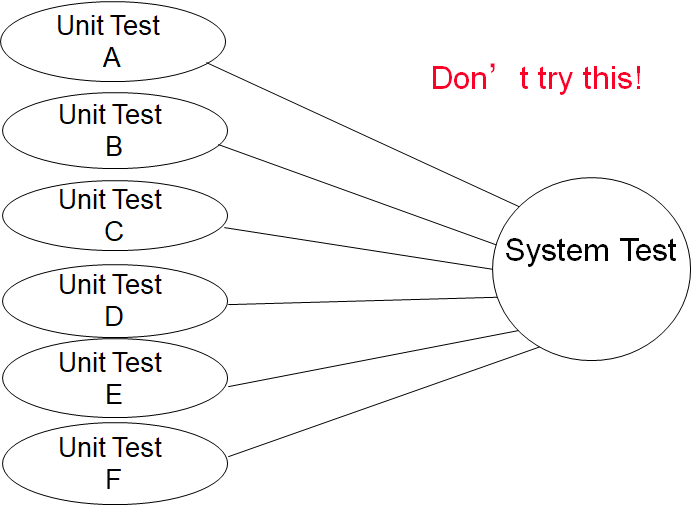 Unit Test
A
Don’t try this!
Unit Test
B
Unit Test
C
System Test
Unit Test
D
Unit Test
E
Unit Test
F